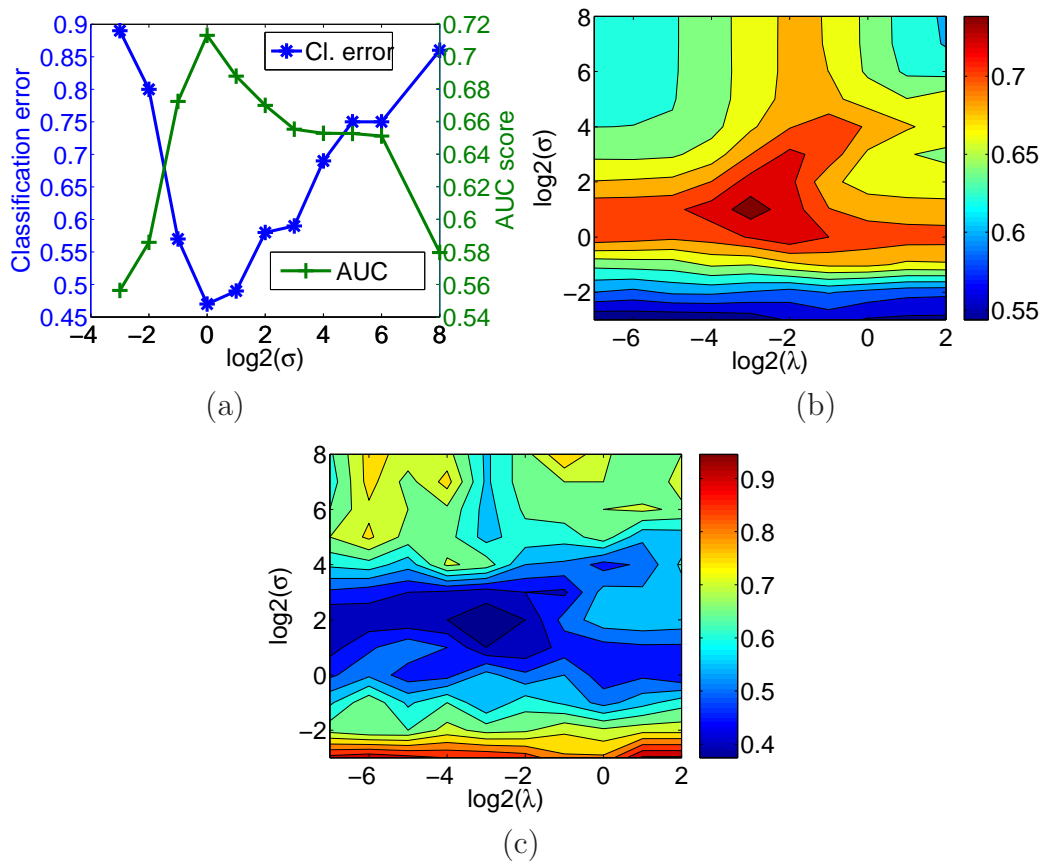 0.9
0.85
0.8
0.75
0.7
0.65
0.6
0.55
0.5
0.45
Classification error
Cl. error
AUC
0.72
0.7
0.68
0.66
0.64
0.62
0.6
0.58
0.56
0.54
AUC score
−4 −2 0 2 4 6 8
log2(σ)
(a)
8
6
4
2
0
−2
log2(σ)
−6 −4 −2 0 2
log2(λ)
0.7
0.65
0.6
0.55
(b)
8
6
4
2
0
−2
log2(σ)
−6 −4 −2 0 2
log2(λ)
0.9
0.8
0.7
0.6
0.5
0.4
(c)